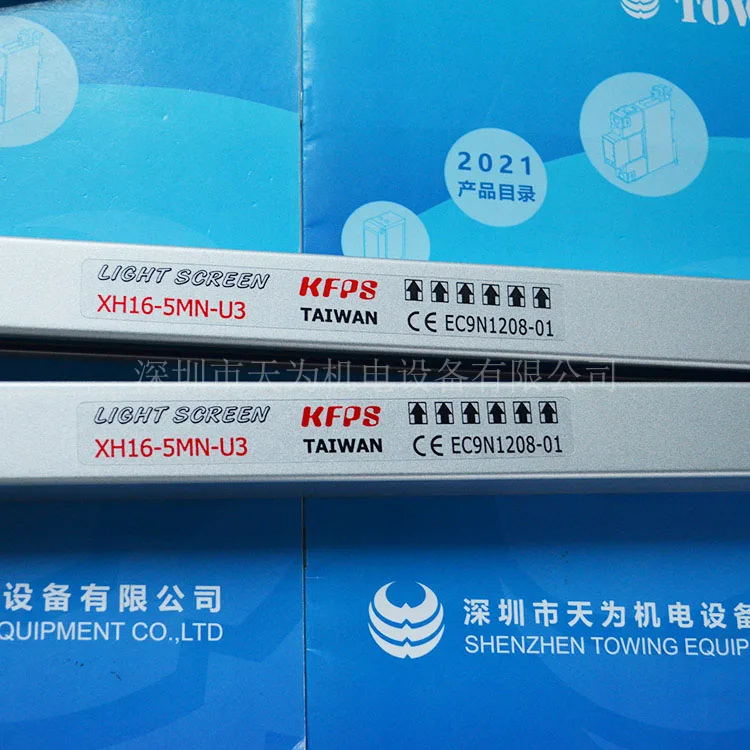 TOW
2021
产品目录
LIGHT SCREEN
XH16-5MN-U3
KFPS
TAIWAN
CE EC9N1208-01
深圳市天为机电设备有限公司
LIGHT SCREEN
XH16-5MN-U3
KFPS
TAIWAN
CE EC9N1208-01
设备有限公司
QUIPMENT CO.,LTD
深圳市天为机电设备
SHENZHEN TOWING EQUIP